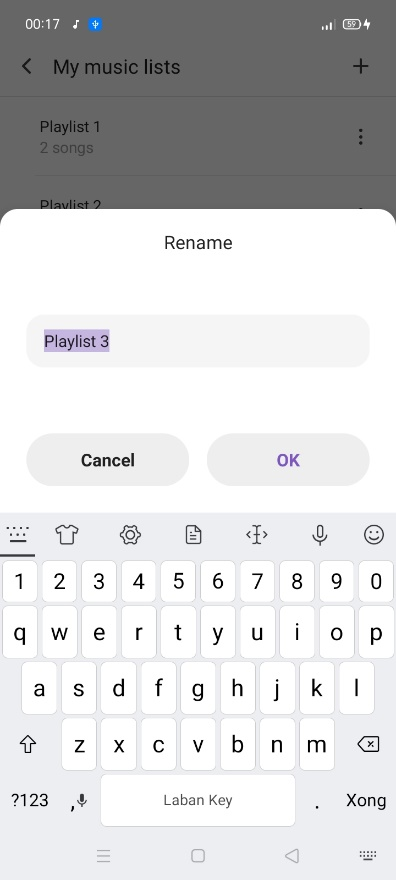 00:17
59
My music lists
Playlist 1
2 songs
Playlist 2
Rename
Playlist 3
Cancel
OK
1 2 3 4 5 6 7 8 9 0
q w e r t y u i o p
a s d f g h j k l
z x c v b n m
?123 , Laban Key . Xong